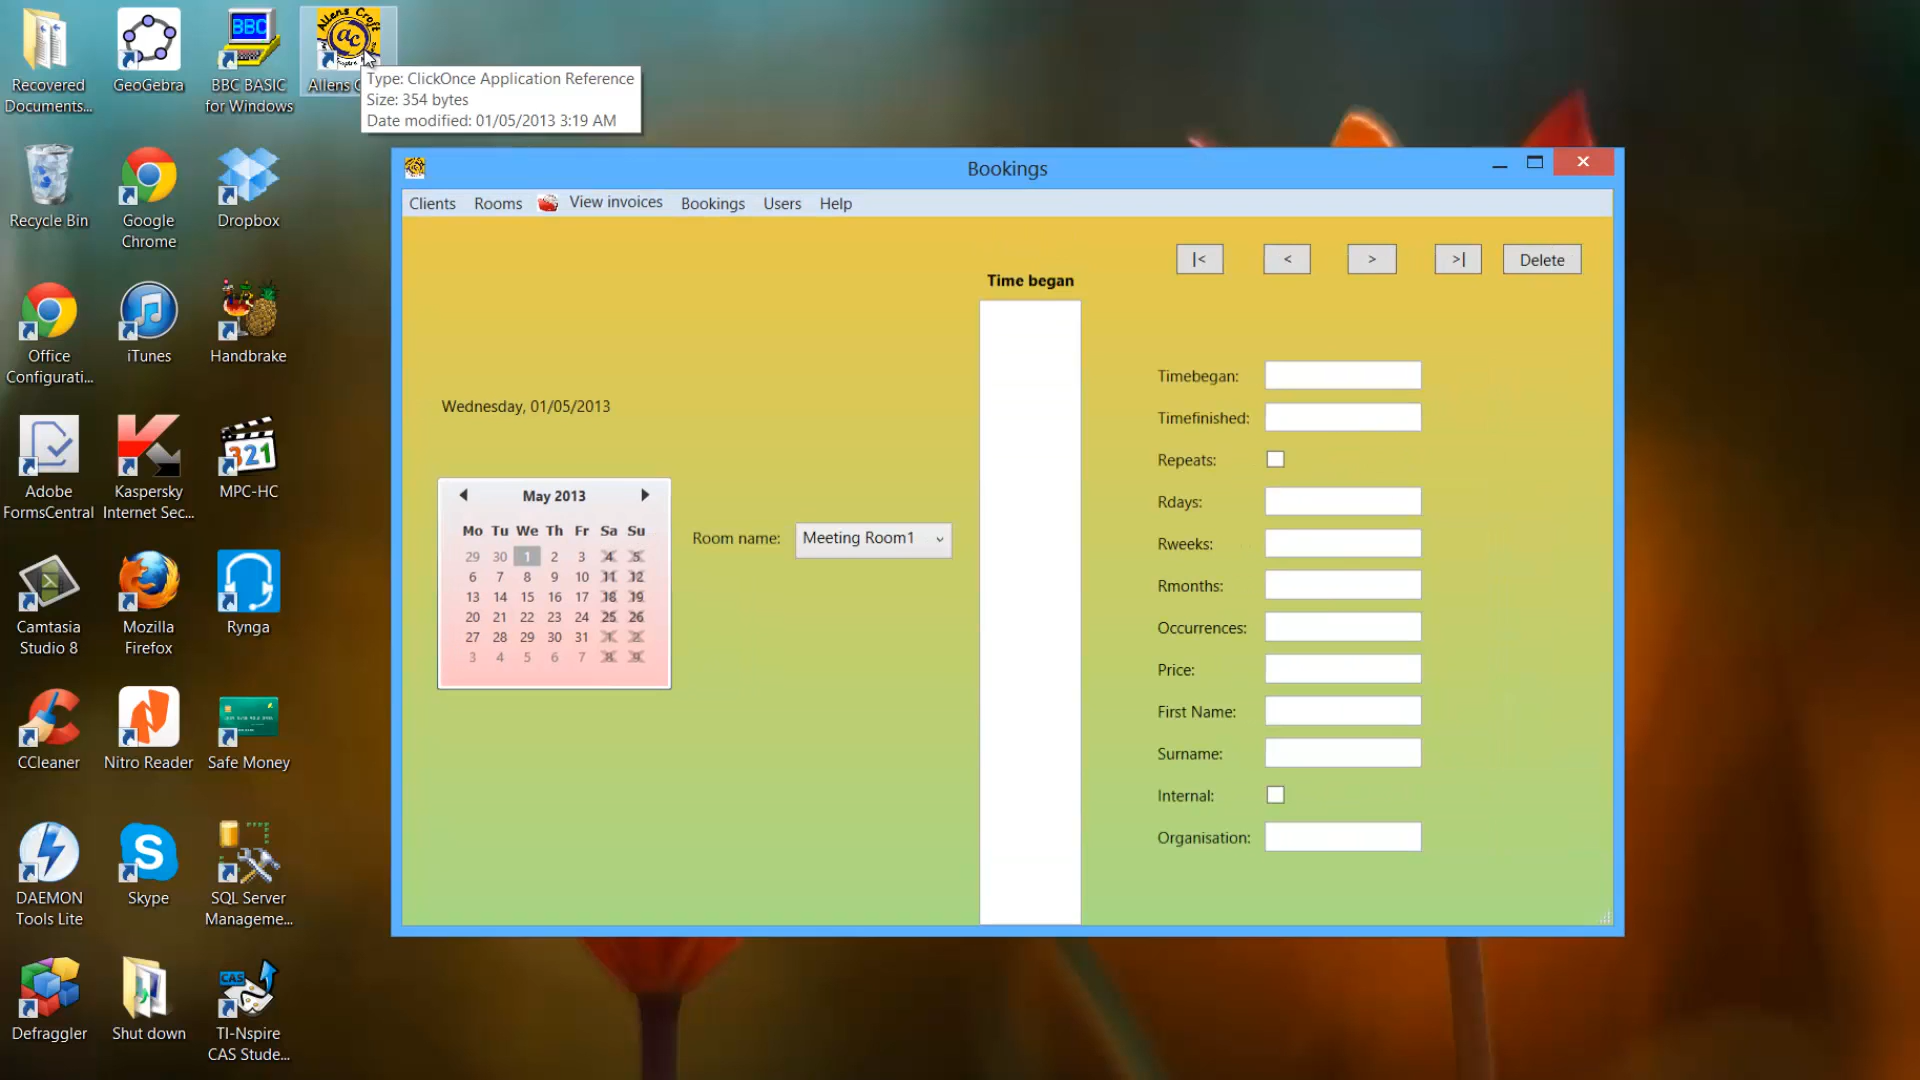 Recovered
Documents...
GeoGebra
BBC BASIC
for Windows
Allens C
Type: ClickOnce Application Reference
Size: 354 bytes
Date modified: 01/05/2013 3:19 AM
Recycle Bin
Google
Chrome
Dropbox
Office
Configurati...
iTunes
Handbrake
Adobe
FormsCentral
Kaspersky
Internet Sec...
MPC-HC
Camtasia
Studio 8
Mozilla
Firefox
Rynga
CCleaner
Nitro Reader
Safe Money
DAEMON
Tools Lite
Skype
SQL Server
Manageme...
Defraggler
Shut down
TI-Nspire
CAS Stude...
Bookings
Clients Rooms View invoices Bookings Users Help
|< < > >| Delete
Time began
Wednesday, 01/05/2013
May 2013
Mo Tu We Th Fr Sa Su
29 30 1 2 3 4 5
6 7 8 9 10 11 12
13 14 15 16 17 18 19
20 21 22 23 24 25 26
27 28 29 30 31 1 2
3 4 5 6 7 8 9
Room name: Meeting Room1
Timebegan:
Timefinished:
Repeats:
Rdays:
Rweeks:
Rmonths:
Occurrences:
Price:
First Name:
Surname:
Internal:
Organisation: